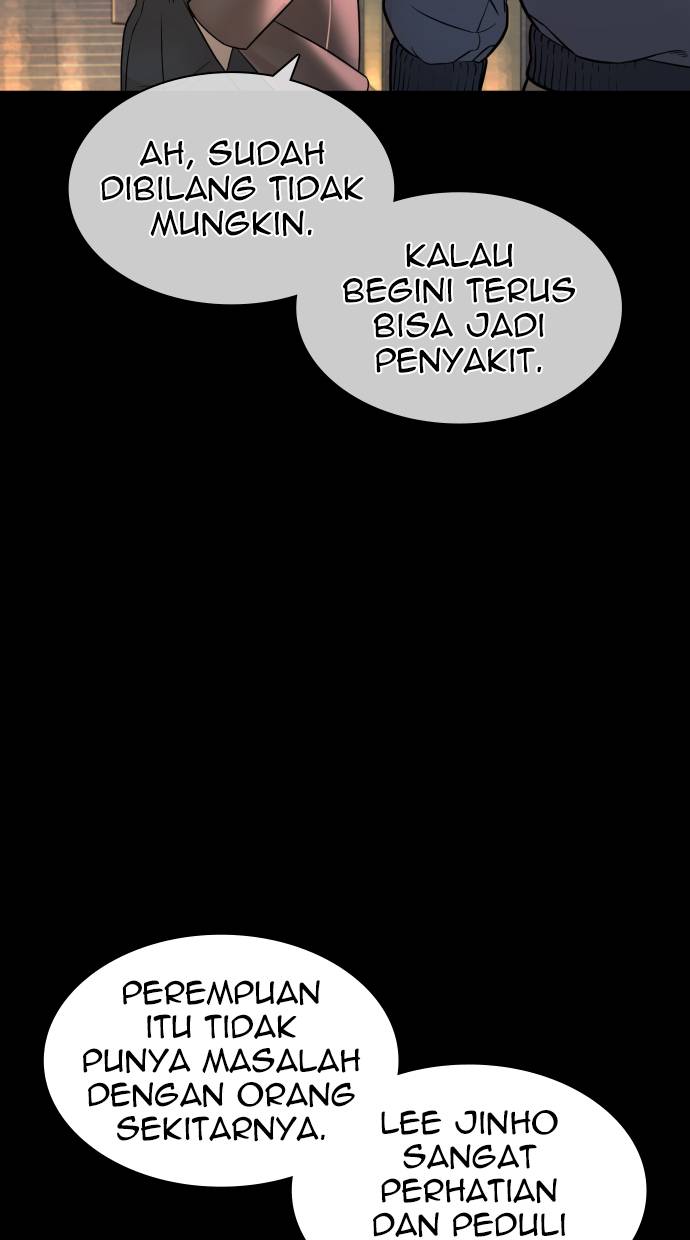 AH, SUDAH
DIBILANG TIDAK
MUNGKIN.
KALAU
BEGINI TERUS
BISA JADI
PENYAKIT.
PEREMPUAN
ITU TIDAK
PUNYA MASALAH
DENGAN ORANG
SEKITARNYA.
LEE JINHO
SANGAT
PERHATIAN
DAN PEDULI